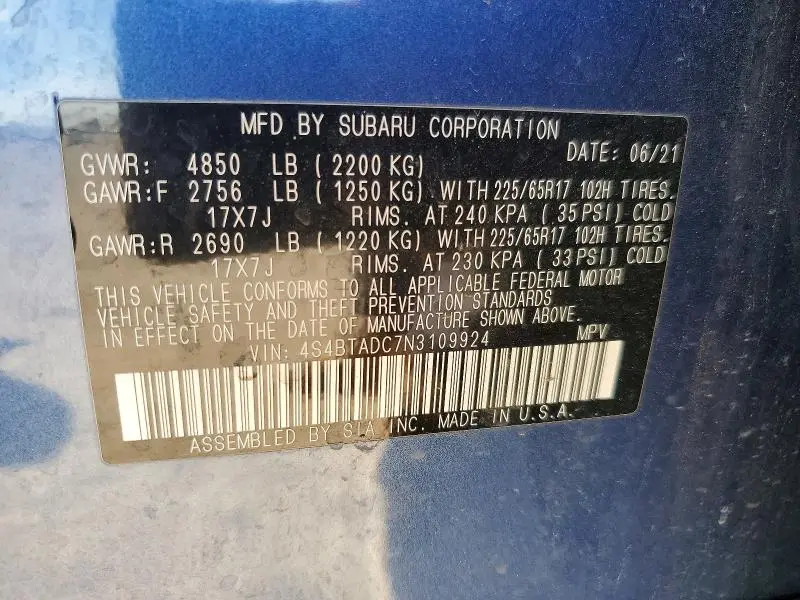 MFD BY SUBARU CORPORATION
DATE: 06/21
GVWR: 4850 LB ( 2200 KG)
GAWR:F 2756 LB ( 1250 KG) WITH 225/65R17 102H TIRES.
17X7J RIMS. AT 240 KPA ( 35 PSI) COLD
GAWR:R 2690 LB ( 1220 KG) WITH 225/65R17 102H TIRES.
17X7J RIMS. AT 230 KPA ( 33 PSI) COLD
THIS VEHICLE CONFORMS TO ALL APPLICABLE FEDERAL MOTOR
VEHICLE SAFETY AND THEFT PREVENTION STANDARDS
IN EFFECT ON THE DATE OF MANUFACTURE SHOWN ABOVE.
VIN: 4S4BTADC7N3109924 MPV
ASSEMBLED BY SIA INC. MADE IN U.S.A.